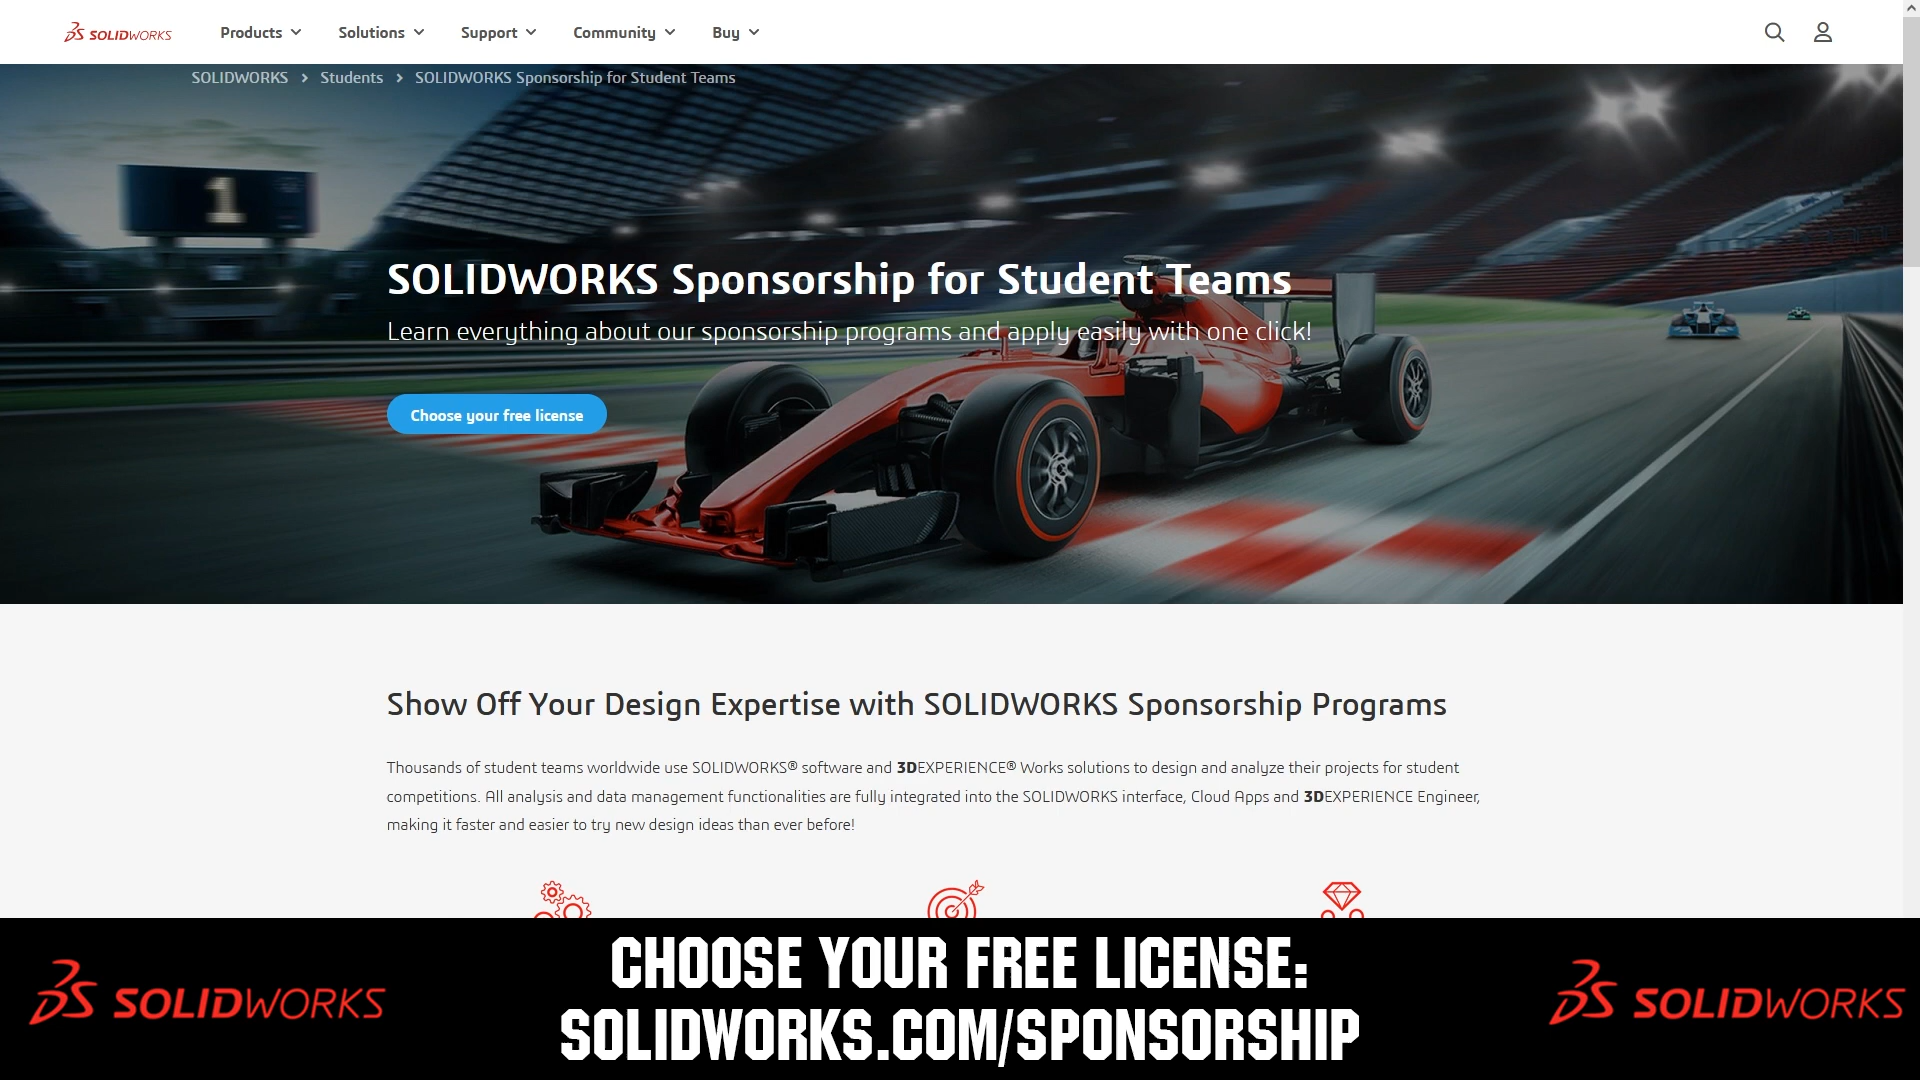 SOLIDWORKS Products Solutions Support Community Buy
SOLIDWORKS > Students > SOLIDWORKS Sponsorship for Student Teams
1
SOLIDWORKS Sponsorship for Student Teams
Learn everything about our sponsorship programs and apply easily with one click!
Choose your free license
Show Off Your Design Expertise with SOLIDWORKS Sponsorship Programs
Thousands of student teams worldwide use SOLIDWORKS® software and 3DEXPERIENCE® Works solutions to design and analyze their projects for student
competitions. All analysis and data management functionalities are fully integrated into the SOLIDWORKS interface, Cloud Apps and 3DEXPERIENCE Engineer,
making it faster and easier to try new design ideas than ever before!
CHOOSE YOUR FREE LICENSE:
SOLIDWORKS
SOLIDWORKS.COM/SPONSORSHIP
SOLIDWORKS